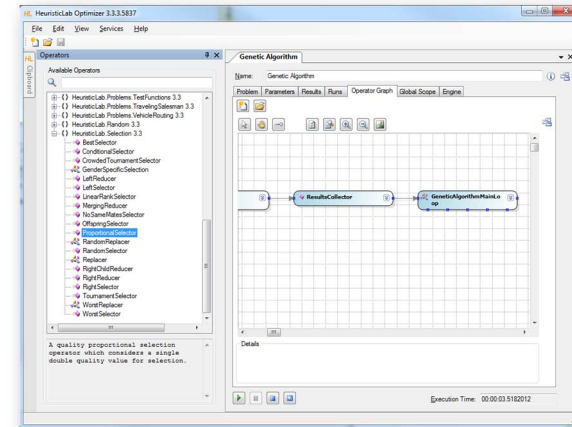 HL HeuristicLab Optimizer 3.3.3.5837
File Edit View Services Help
HL Clipboard
Operators
Available Operators
{} HeuristicLab.Problems.TestFunctions 3.3
{} HeuristicLab.Problems.TravelingSalesman 3.3
{} HeuristicLab.Problems.VehicleRouting 3.3
{} HeuristicLab.Random 3.3
{} HeuristicLab.Selection 3.3
BestSelector
ConditionalSelector
CrowdedTournamentSelector
GenderSpecificSelection
LeftReducer
LeftSelector
LinearRankSelector
MergingReducer
NoSameMatesSelector
OffspringSelector
ProportionalSelector
RandomReplacer
RandomSelector
Replacer
RightChildReducer
RightReducer
RightSelector
TournamentSelector
WorstReplacer
WorstSelector
A quality proportional selection
operator which considers a single
double quality value for selection.
Genetic Algorithm
Name: Genetic Algorithm
Problem Parameters Results Runs Operator Graph Global Scope Engine
ResultsCollector
GeneticAlgorithmMainLo
op
Details
Execution Time: 00:00:03.5182012